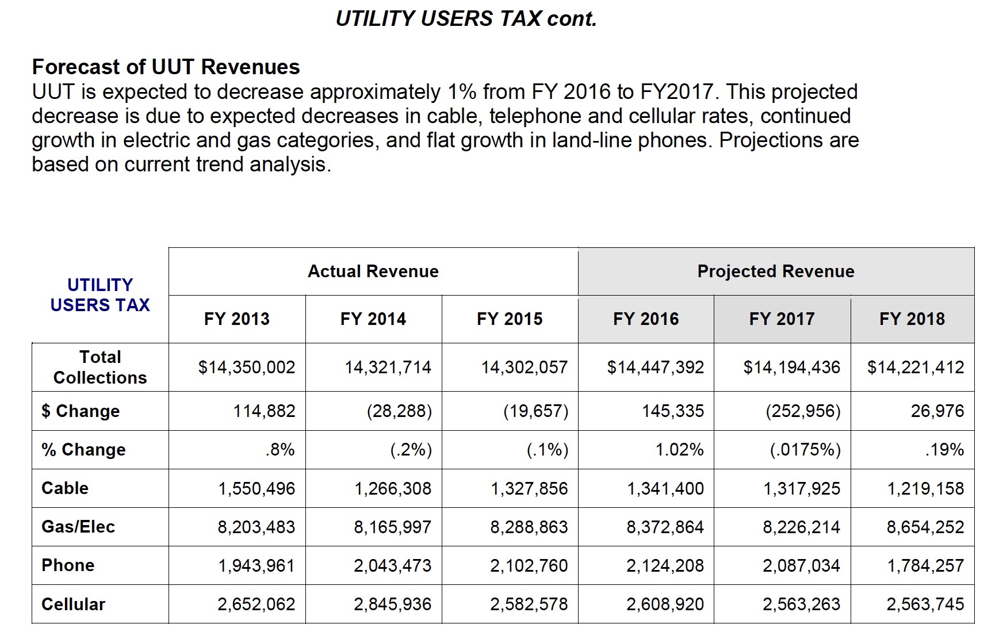 UTILITY USERS TAX cont.
Forecast of UUT Revenues
UUT is expected to decrease approximately 1% from FY 2016 to FY2017. This projected
decrease is due to expected decreases in cable, telephone and cellular rates, continued
growth in electric and gas categories, and flat growth in land-line phones. Projections are
based on current trend analysis.
UTILITY
USERS TAX
Actual Revenue Projected Revenue
FY 2013 FY 2014 FY 2015 FY 2016 FY 2017 FY 2018
Total
Collections $14,350,002 14,321,714 14,302,057 $14,447,392 $14,194,436 $14,221,412
$ Change 114,882 (28,288) (19,657) 145,335 (252,956) 26,976
% Change .8% (.2%) (.1%) 1.02% (.0175%) .19%
Cable 1,550,496 1,266,308 1,327,856 1,341,400 1,317,925 1,219,158
Gas/Elec 8,203,483 8,165,997 8,288,863 8,372,864 8,226,214 8,654,252
Phone 1,943,961 2,043,473 2,102,760 2,124,208 2,087,034 1,784,257
Cellular 2,652,062 2,845,936 2,582,578 2,608,920 2,563,263 2,563,745